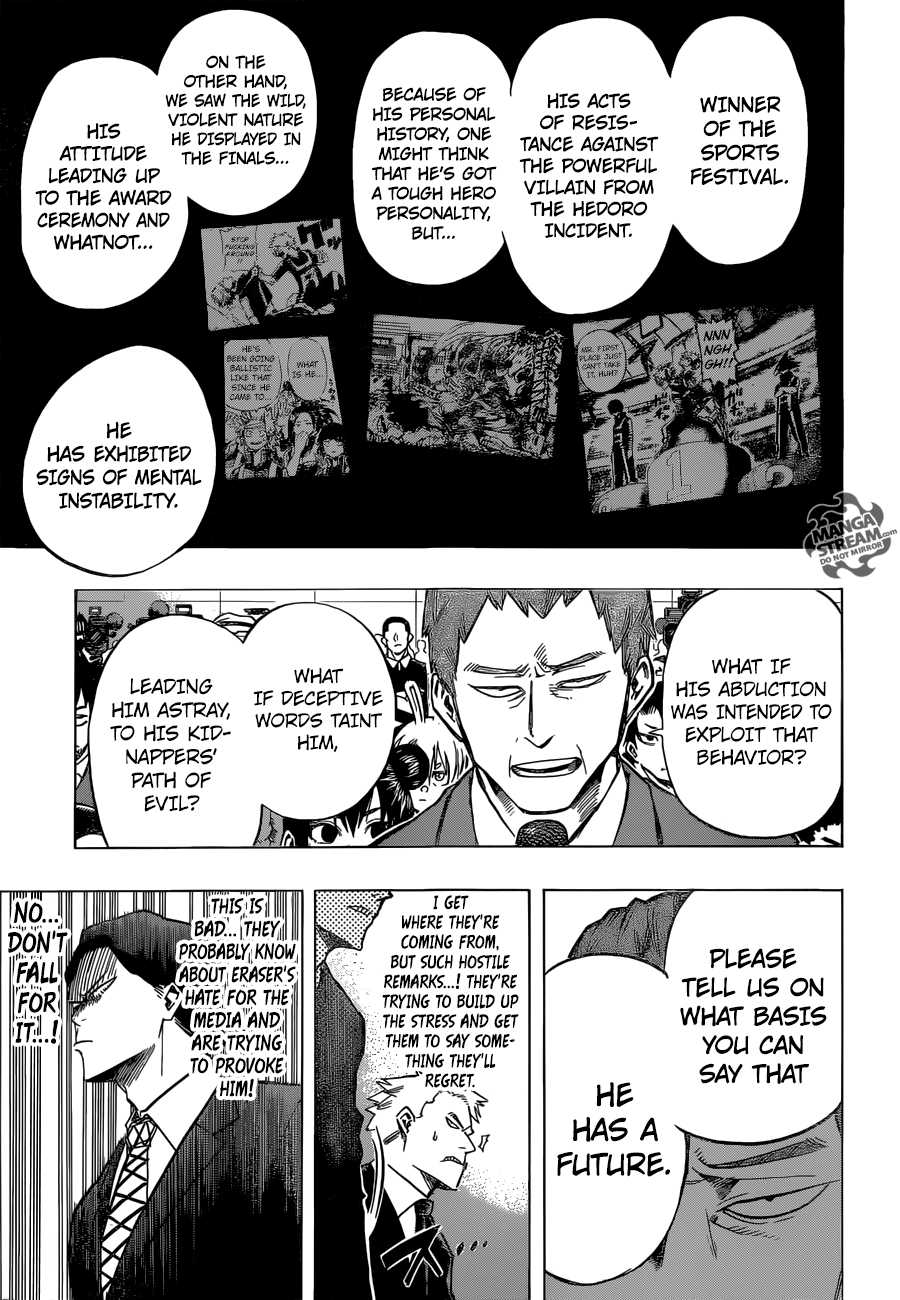 WINNER
OF THE
SPORTS
FESTIVAL.
HIS ACTS
OF RESIS-
TANCE AGAINST
THE POWERFUL
VILLAIN FROM
THE HEDORO
INCIDENT.
BECAUSE OF
HIS PERSONAL
HISTORY, ONE
MIGHT THINK
THAT HE'S GOT
A TOUGH HERO
PERSONALITY,
BUT...
ON THE
OTHER HAND,
WE SAW THE WILD,
VIOLENT NATURE
HE DISPLAYED IN
THE FINALS...
HIS
ATTITUDE
LEADING UP
TO THE AWARD
CEREMONY AND
WHATNOT...
NNN
NGH
GH!!
MR. FIRST
PLACE JUST
CAN'T TAKE
IT, HUH?
1
2
STOP
FUCKING
AROUND
!!
WHAT
IS HE...
HE'S
BEEN GOING
BALLISTIC
LIKE THAT
SINCE HE
CAME TO...
HE
HAS EXHIBITED
SIGNS OF MENTAL
INSTABILITY.
MANGA
STREAM.com
DO NOT MIRROR
WHAT IF
HIS ABDUCTION
WAS INTENDED TO
EXPLOIT THAT
BEHAVIOR?
WHAT
IF DECEPTIVE
WORDS TAINT
HIM,
LEADING
HIM ASTRAY,
TO HIS KID-
NAPPERS'
PATH OF
EVIL?
PLEASE
TELL US ON
WHAT BASIS
YOU CAN
SAY THAT
HE
HAS A
FUTURE.
I GET
WHERE THEY'RE
COMING FROM,
BUT SUCH HOSTILE
REMARKS...! THEY'RE
TRYING TO BUILD UP
THE STRESS AND GET
THEM TO SAY SOME-
THING THEY'LL
REGRET.
THIS IS
BAD... THEY
PROBABLY KNOW
ABOUT ERASER'S
HATE FOR THE
MEDIA AND
ARE TRYING
TO PROVOKE
HIM!
NO...
DON'T
FALL
FOR
IT...!